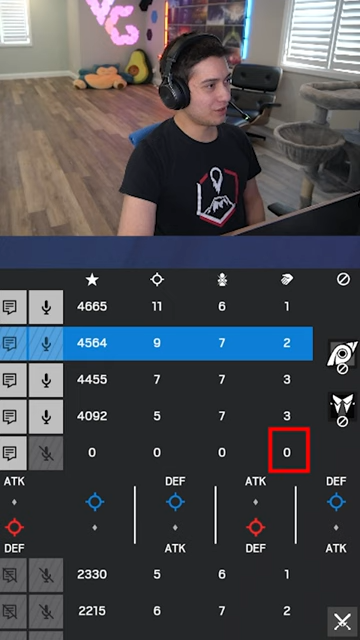 VC
4665 11 6 1
4564 9 7 2
4455 7 7 3
4092 5 7 3
0 0 0 0
ATK DEF ATK DEF
DEF ATK DEF ATK
2330 5 6 1
2215 6 7 2